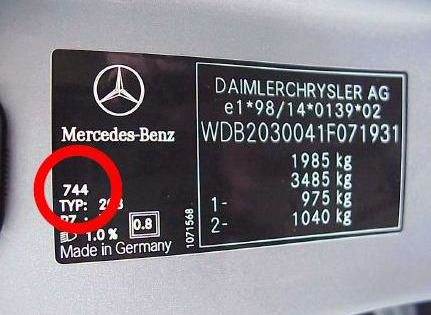 DAIMLERCHRYSLER AG
e1*98/14*0139*02
WDB2030041F071931
1985 kg
3485 kg
1- 975 kg
2- 1040 kg
Mercedes-Benz
744
TYP:
0.8
1.0 %
Made in Germany
1071568